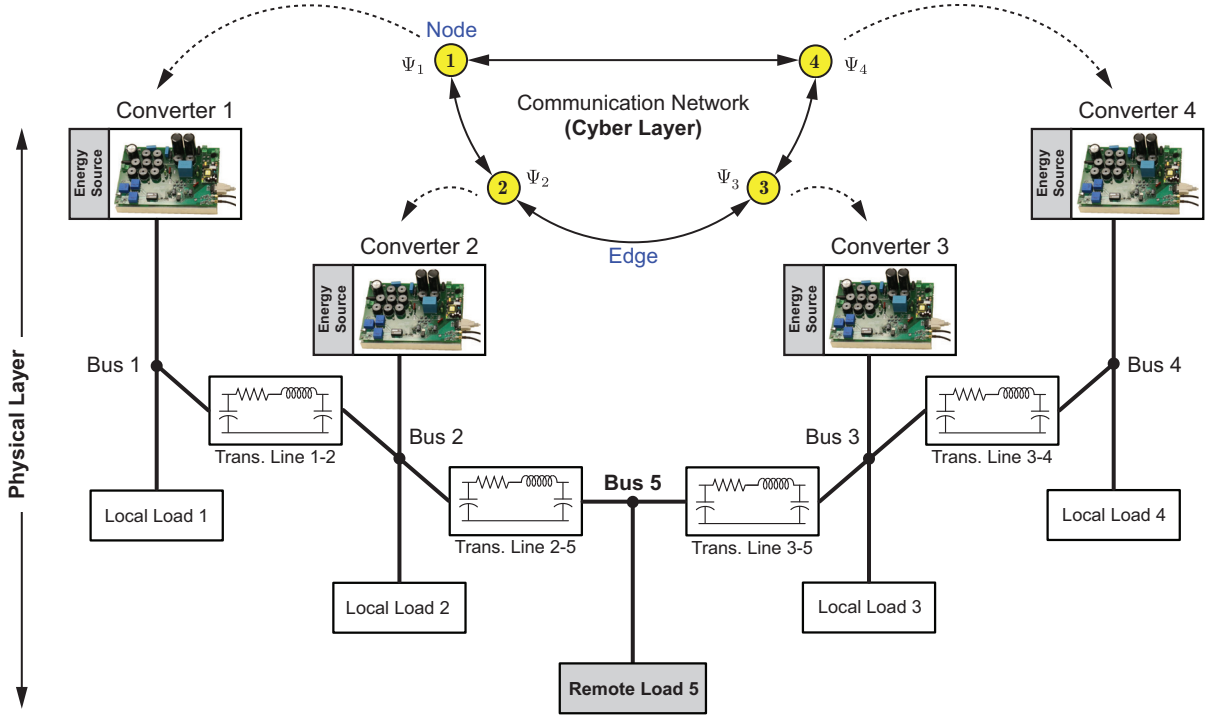 Node
Ψ1
1
4
Ψ4
Communication Network
(Cyber Layer)
Converter 1
Converter 4
Energy
Source
Energy
Source
2
Ψ2
Ψ3
3
Edge
Converter 2
Converter 3
Energy
Source
Energy
Source
Physical Layer
Bus 1
Bus 4
Bus 2
Bus 3
Trans. Line 1-2
Trans. Line 3-4
Bus 5
Local Load 1
Local Load 4
Trans. Line 2-5
Trans. Line 3-5
Local Load 2
Local Load 3
Remote Load 5